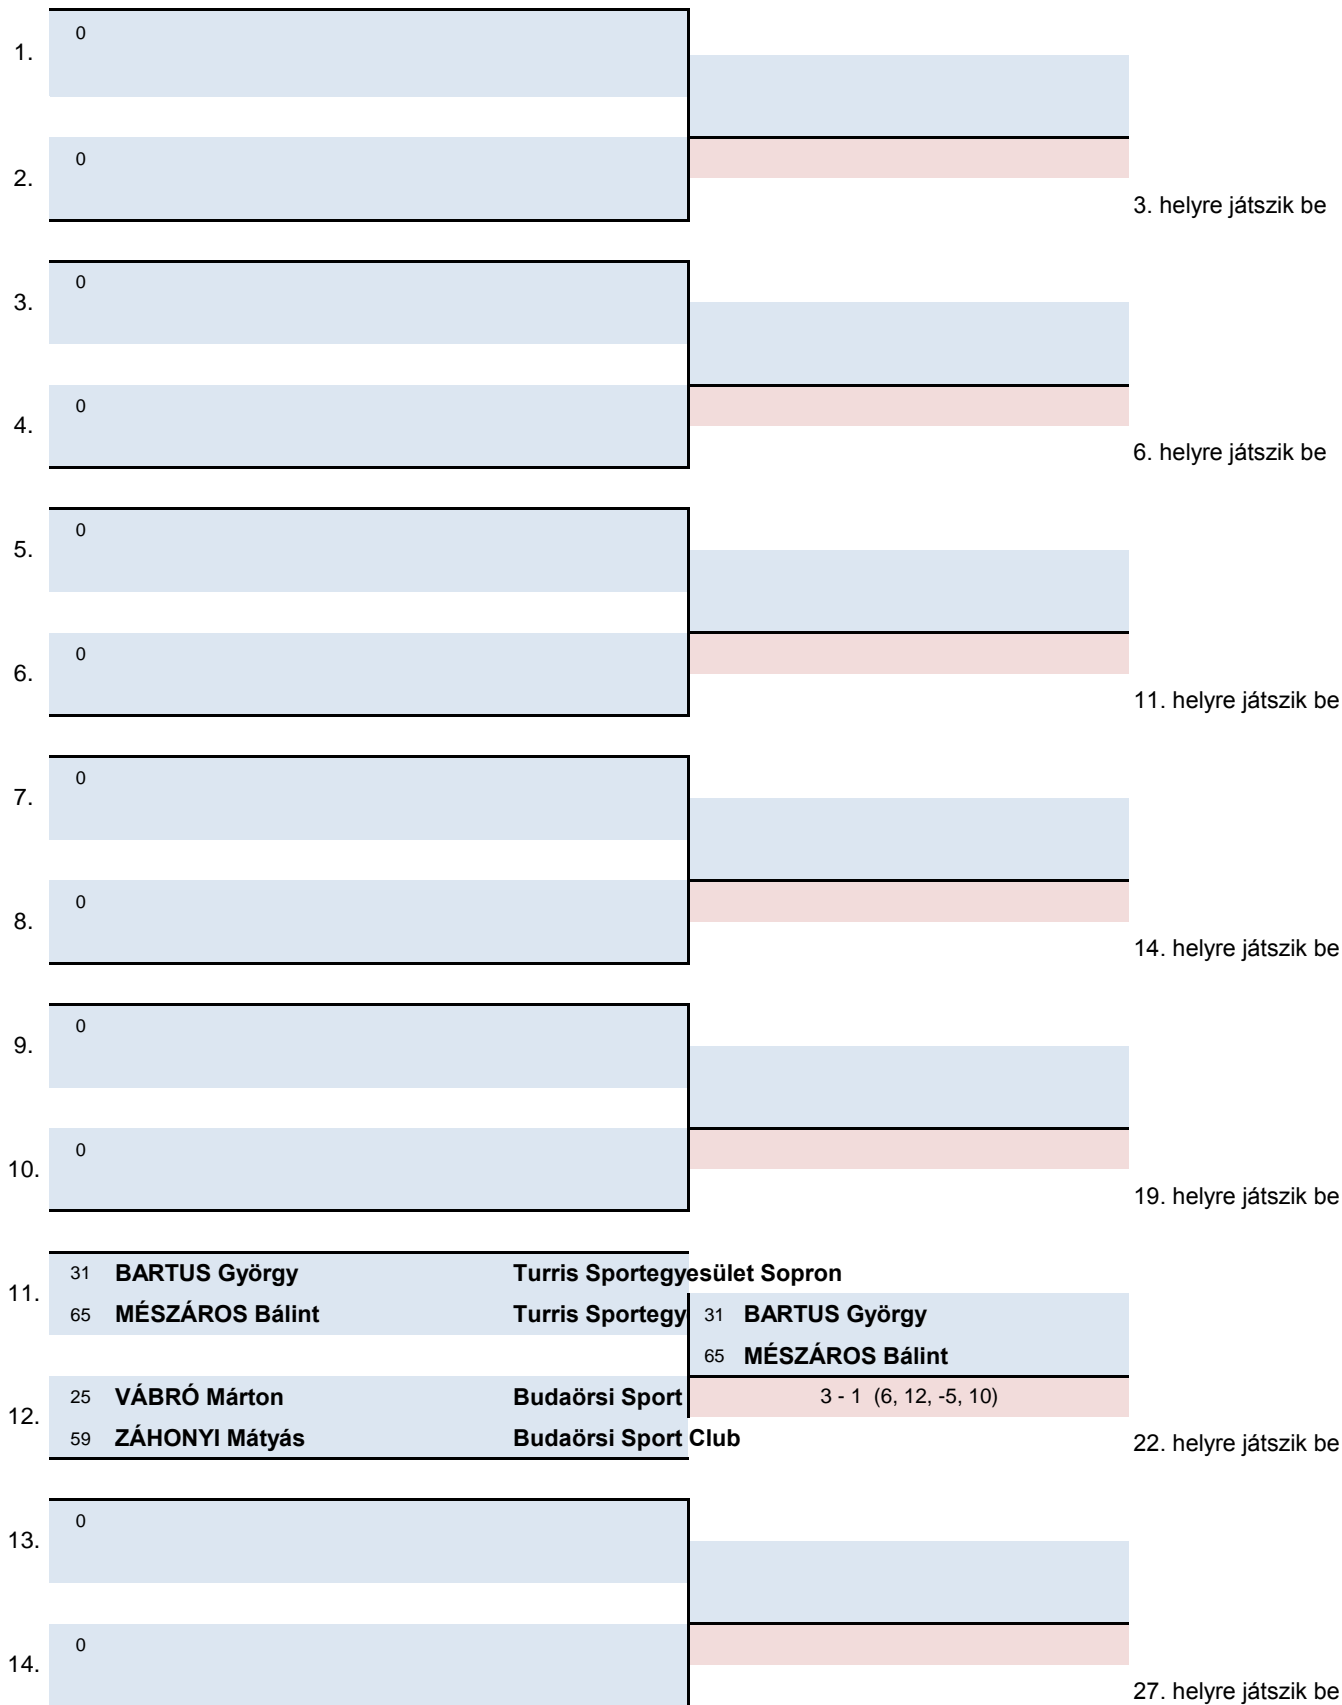 0
1.
0
2.
3. helyre játszik be
0
3.
0
4.
6. helyre játszik be
0
5.
0
6.
11. helyre játszik be
0
7.
0
8.
14. helyre játszik be
0
9.
0
10.
19. helyre játszik be
31 BARTUS György Turris Sportegyesület Sopron
11.
65 MÉSZÁROS Bálint Turris Sportegy
31 BARTUS György
65 MÉSZÁROS Bálint
25 VÁBRÓ Márton Budaörsi Sport
3 - 1 (6, 12, -5, 10)
12.
59 ZÁHONYI Mátyás Budaörsi Sport Club
22. helyre játszik be
0
13.
0
14.
27. helyre játszik be